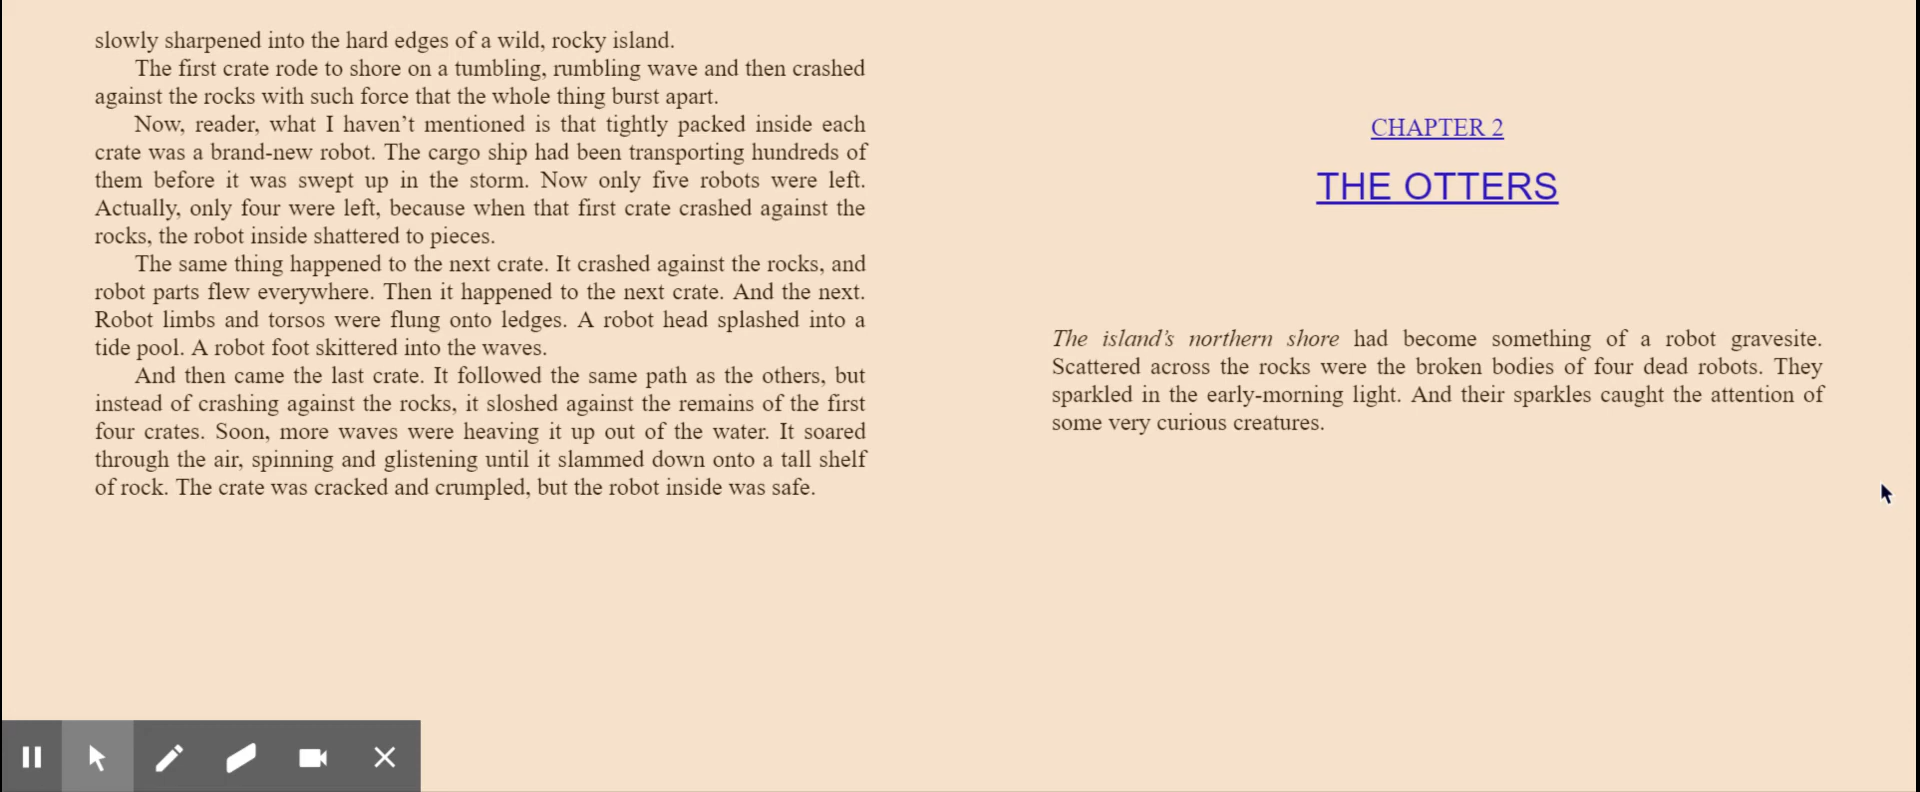 slowly sharpened into the hard edges of a wild, rocky island.
The first crate rode to shore on a tumbling, rumbling wave and then crashed
against the rocks with such force that the whole thing burst apart.
Now, reader, what I haven’t mentioned is that tightly packed inside each
crate was a brand-new robot. The cargo ship had been transporting hundreds of
them before it was swept up in the storm. Now only five robots were left.
Actually, only four were left, because when that first crate crashed against the
rocks, the robot inside shattered to pieces.
The same thing happened to the next crate. It crashed against the rocks, and
robot parts flew everywhere. Then it happened to the next crate. And the next.
Robot limbs and torsos were flung onto ledges. A robot head splashed into a
tide pool. A robot foot skittered into the waves.
And then came the last crate. It followed the same path as the others, but
instead of crashing against the rocks, it sloshed against the remains of the first
four crates. Soon, more waves were heaving it up out of the water. It soared
through the air, spinning and glistening until it slammed down onto a tall shelf
of rock. The crate was cracked and crumpled, but the robot inside was safe.
CHAPTER 2
THE OTTERS
The island’s northern shore had become something of a robot gravesite.
Scattered across the rocks were the broken bodies of four dead robots. They
sparkled in the early-morning light. And their sparkles caught the attention of
some very curious creatures.